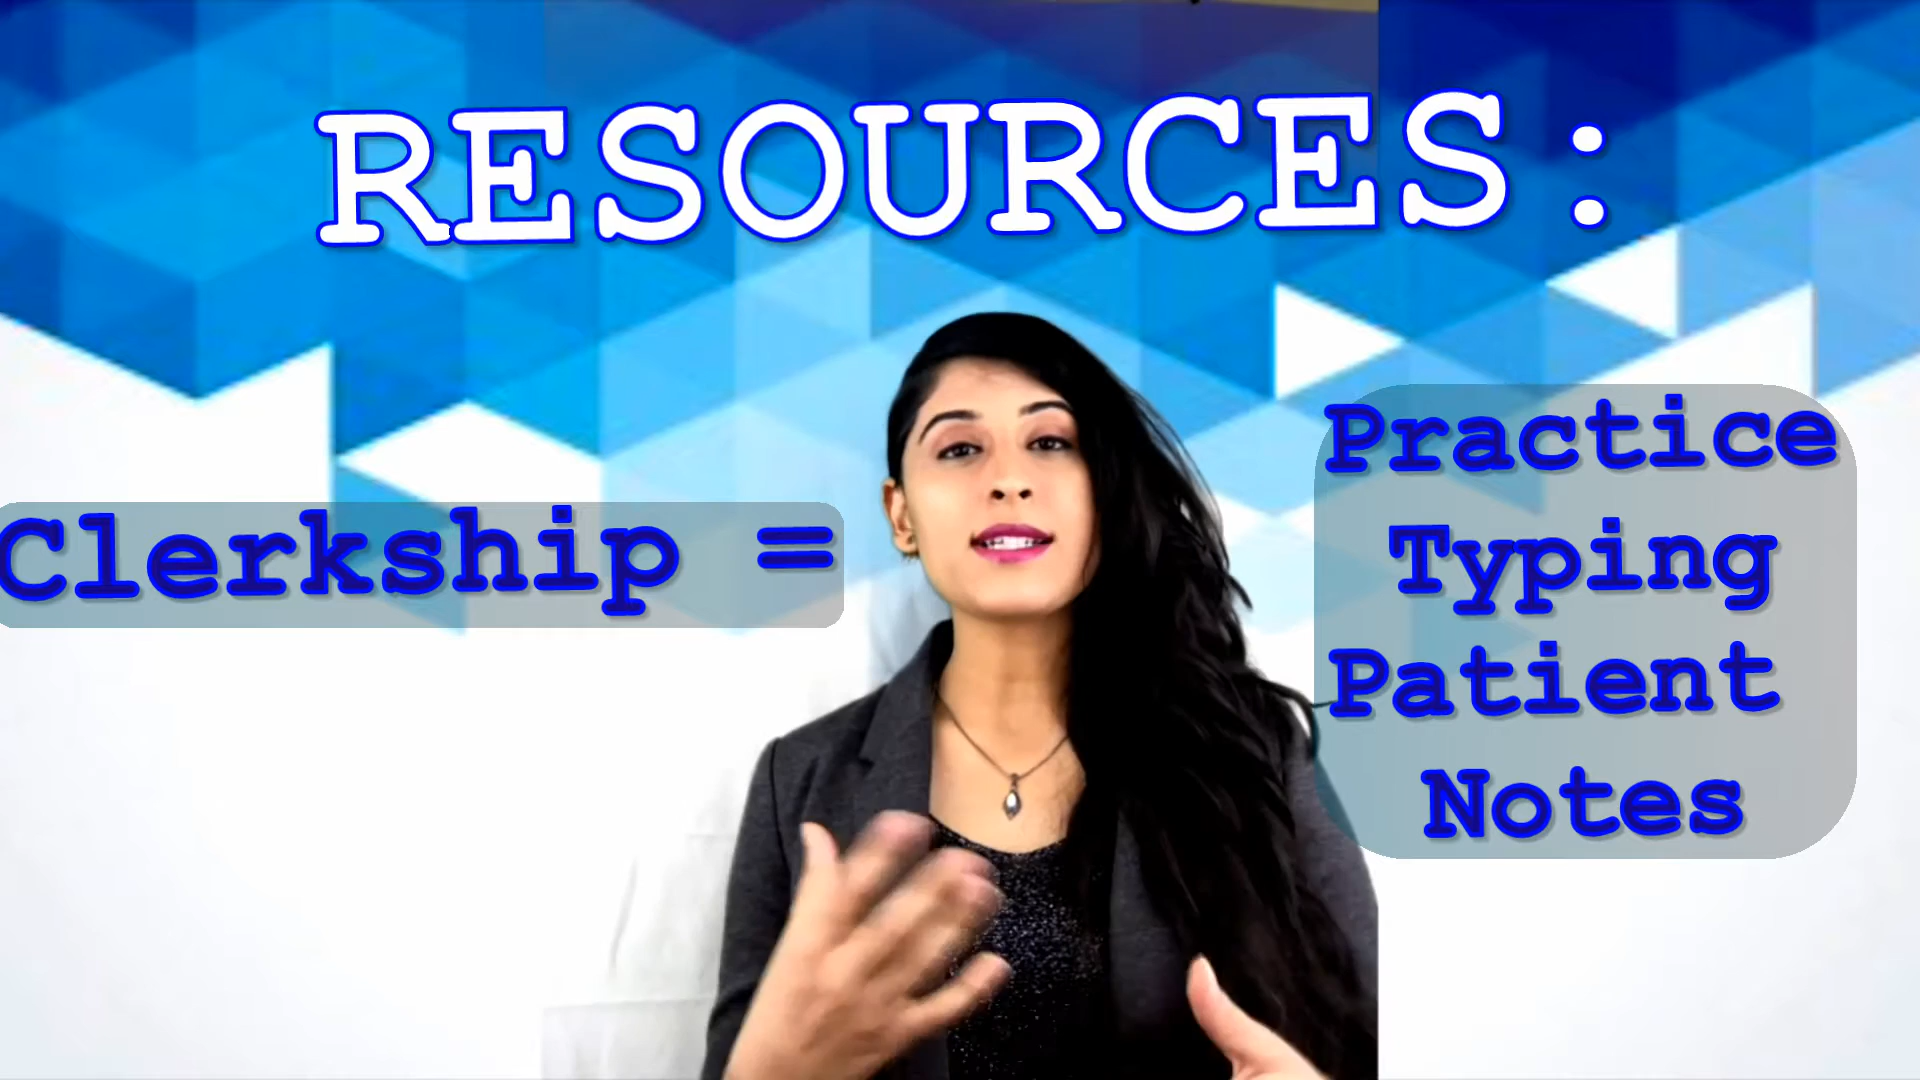 RESOURCES:
Clerkship =
Practice
Typing
Patient
Notes